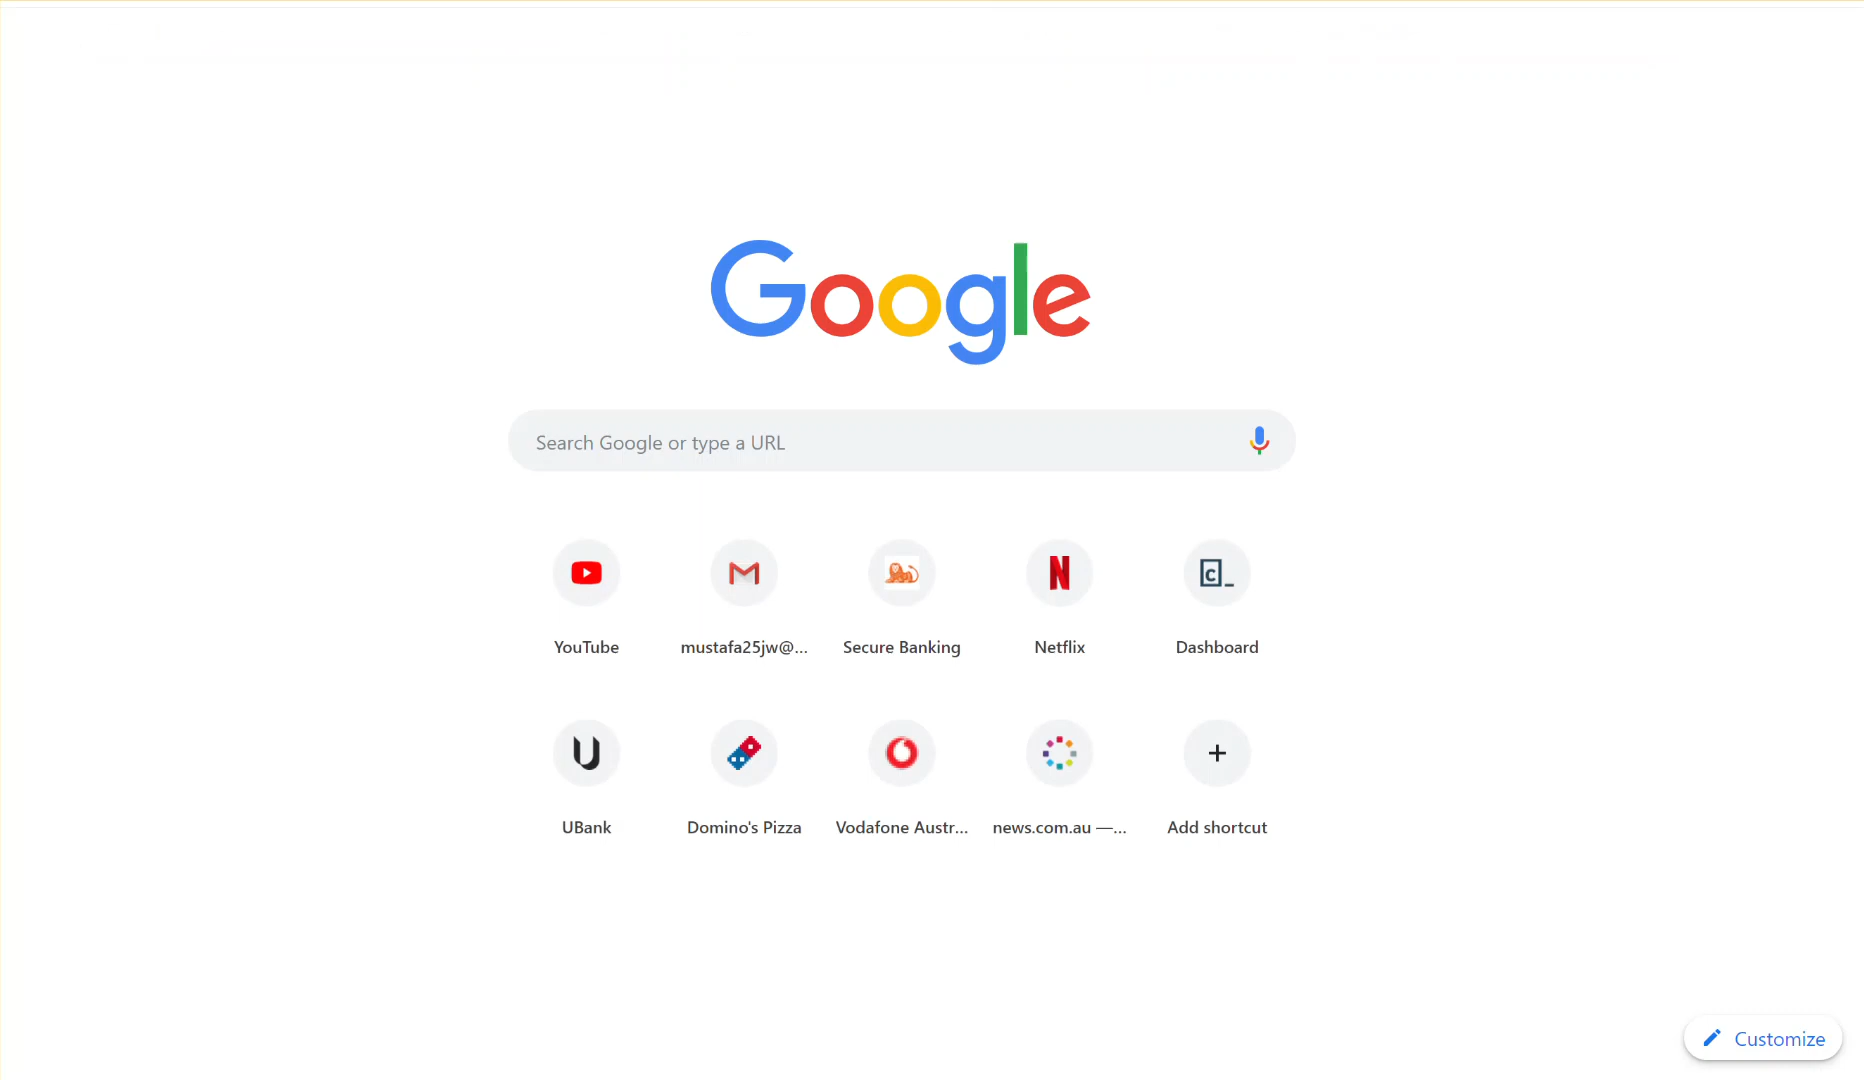 Google
Search Google or type a URL
YouTube
mustafa25jw@...
Secure Banking
Netflix
Dashboard
UBank
Domino's Pizza
Vodafone Austr...
news.com.au —...
Add shortcut
Customize